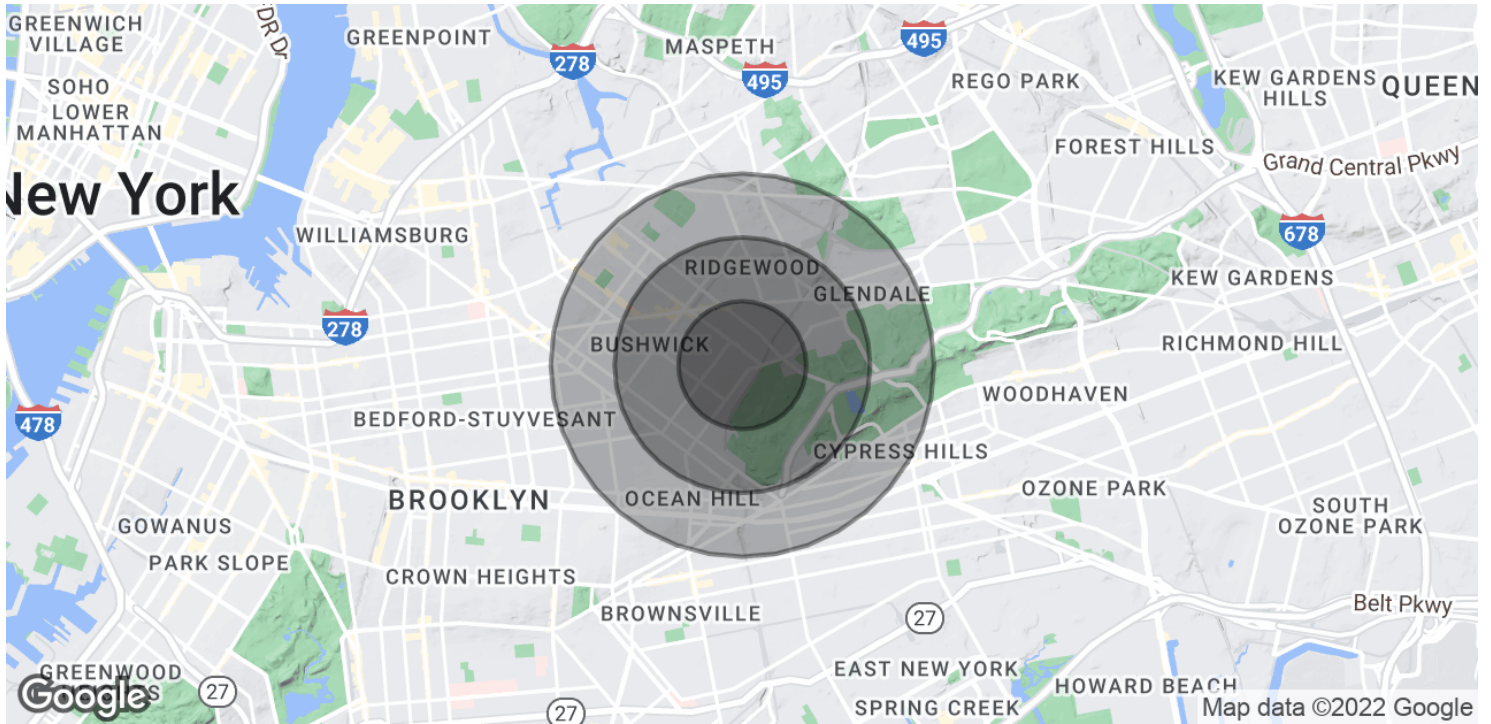 GREENWICH
VILLAGE
DR Dr
GREENPOINT
278
MASPETH
495
495
REGO PARK
KEW GARDENS
HILLS
QUEEN
SOHO
LOWER
MANHATTAN
FOREST HILLS
Grand Central Pkwy
New York
WILLIAMSBURG
678
RIDGEWOOD
GLENDALE
KEW GARDENS
278
BUSHWICK
RICHMOND HILL
478
BEDFORD-STUYVESANT
WOODHAVEN
CYPRESS HILLS
BROOKLYN
OCEAN HILL
OZONE PARK
SOUTH
OZONE PARK
GOWANUS
PARK SLOPE
CROWN HEIGHTS
BROWNSVILLE
27
Belt Pkwy
GREENWOOD
EAST NEW YORK
HOWARD BEACH
27
27
SPRING CREEK
Google
Map data ©2022 Google